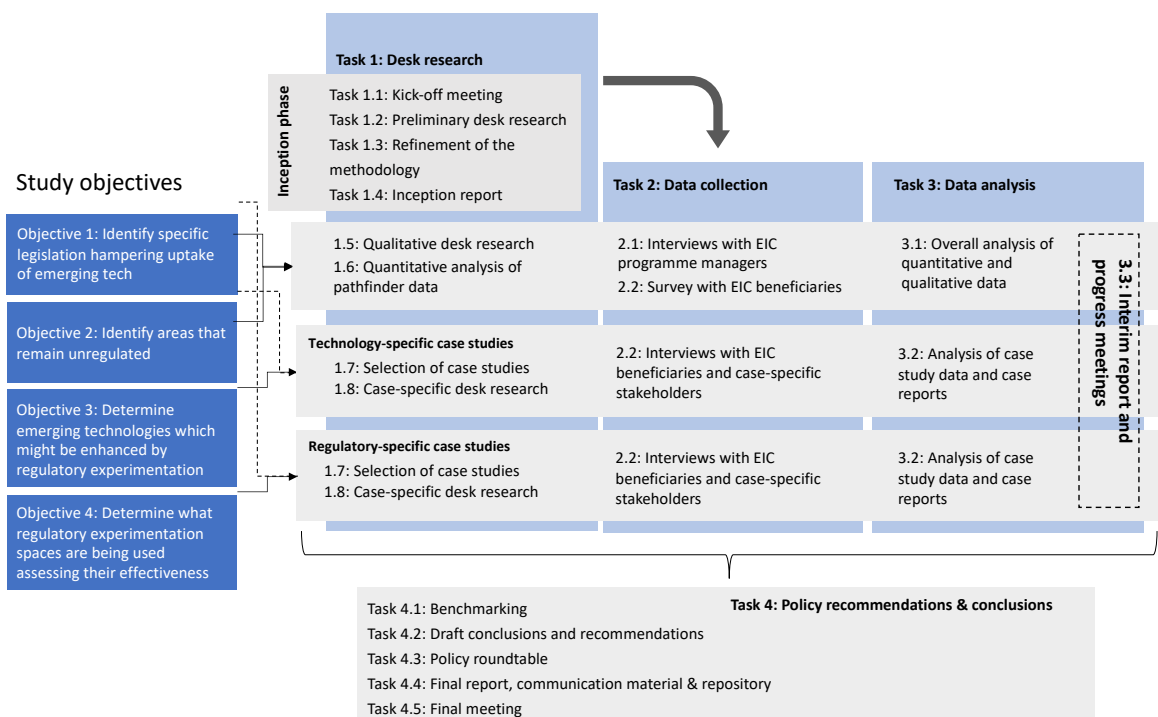 Task 1: Desk research
Inception phase
Task 1.1: Kick-off meeting
Task 1.2: Preliminary desk research
Task 1.3: Refinement of the
methodology
Task 1.4: Inception report
Study objectives
Objective 1: Identify specific
legislation hampering uptake
of emerging tech
Objective 2: Identify areas that
remain unregulated
Objective 3: Determine
emerging technologies which
might be enhanced by
regulatory experimentation
Objective 4: Determine what
regulatory experimentation
spaces are being used
assessing their effectiveness
Task 2: Data collection
Task 3: Data analysis
1.5: Qualitative desk research
1.6: Quantitative analysis of
pathfinder data
2.1: Interviews with EIC
programme managers
2.2: Survey with EIC beneficiaries
3.1: Overall analysis of
quantitative and
qualitative data
Technology-specific case studies
1.7: Selection of case studies
1.8: Case-specific desk research
2.2: Interviews with EIC
beneficiaries and case-specific
stakeholders
3.2: Analysis of case
study data and case
reports
Regulatory-specific case studies
1.7: Selection of case studies
1.8: Case-specific desk research
2.2: Interviews with EIC
beneficiaries and case-specific
stakeholders
3.2: Analysis of case
study data and case
reports
3.3: Interim report and
progress meetings
Task 4: Policy recommendations & conclusions
Task 4.1: Benchmarking
Task 4.2: Draft conclusions and recommendations
Task 4.3: Policy roundtable
Task 4.4: Final report, communication material & repository
Task 4.5: Final meeting